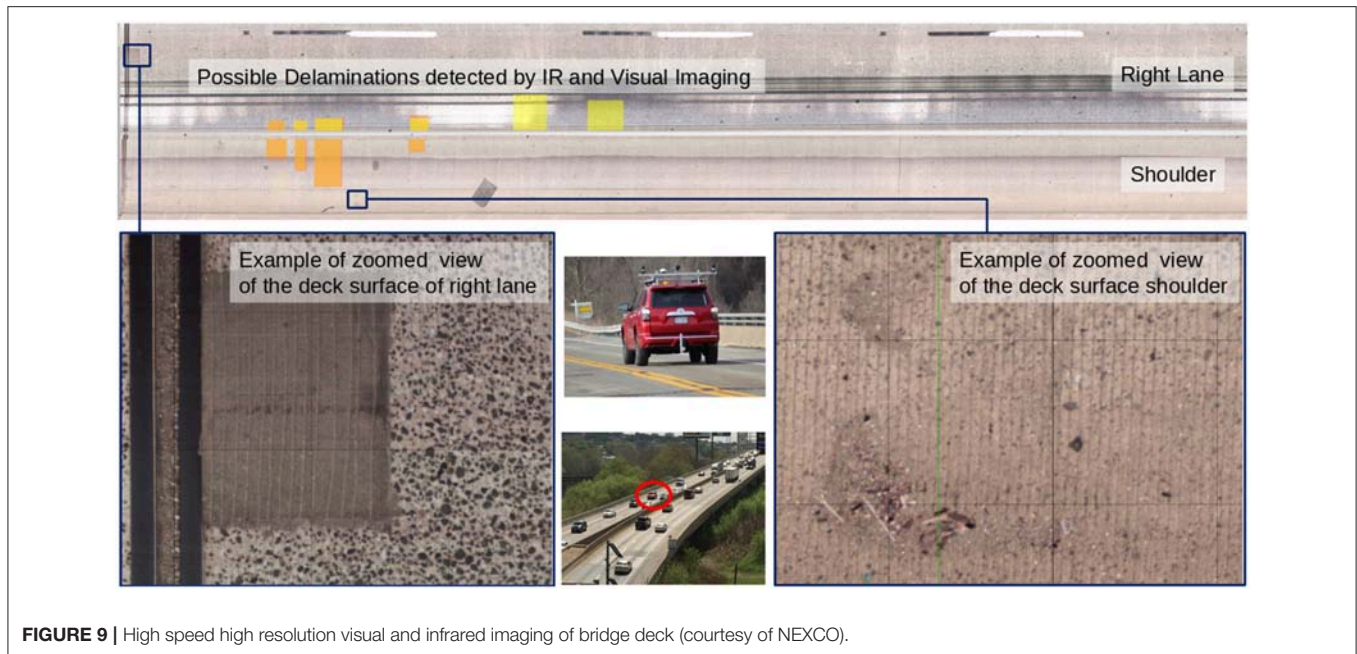 Possible Delaminations detected by IR and Visual Imaging
Right Lane
Shoulder
Example of zoomed view
of the deck surface of right lane
Example of zoomed view
of the deck surface shoulder
FIGURE 9 | High speed high resolution visual and infrared imaging of bridge deck (courtesy of NEXCO).